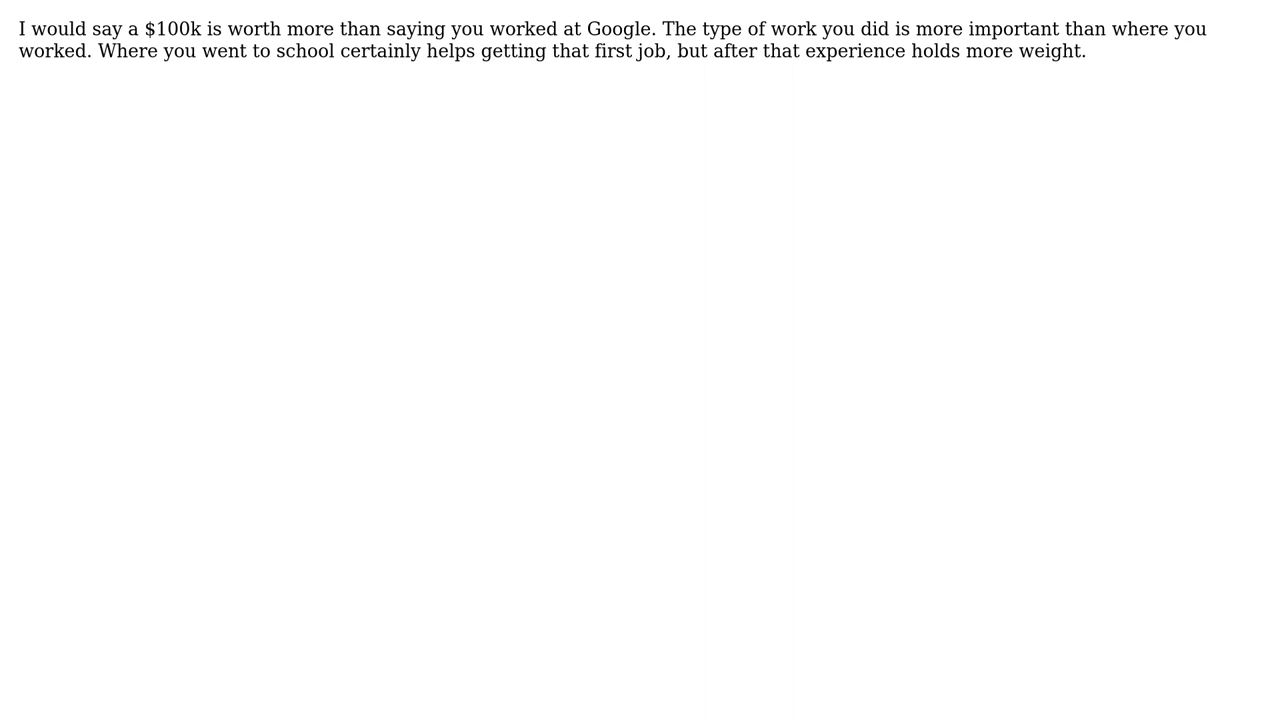 I would say a $100k is worth more than saying you worked at Google. The type of work you did is more important than where you
worked. Where you went to school certainly helps getting that first job, but after that experience holds more weight.